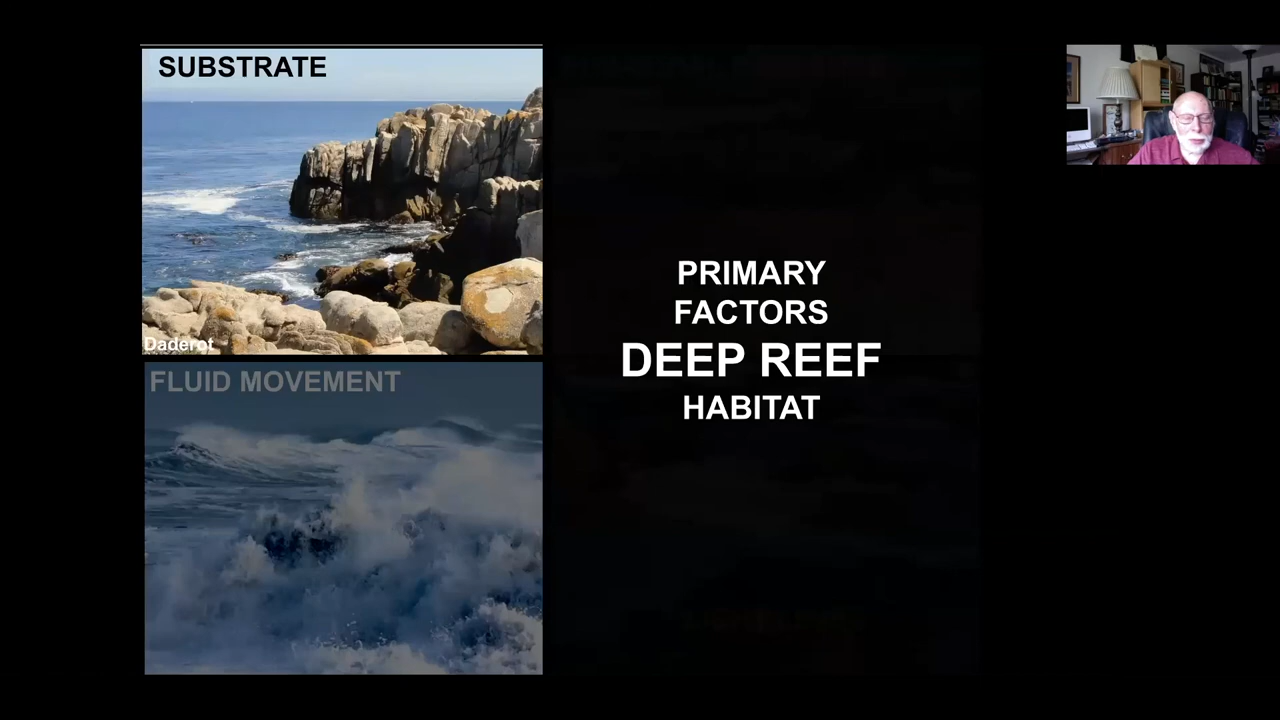 SUBSTRATE
Daderot
FLUID MOVEMENT
PRIMARY
FACTORS
DEEP REEF
HABITAT